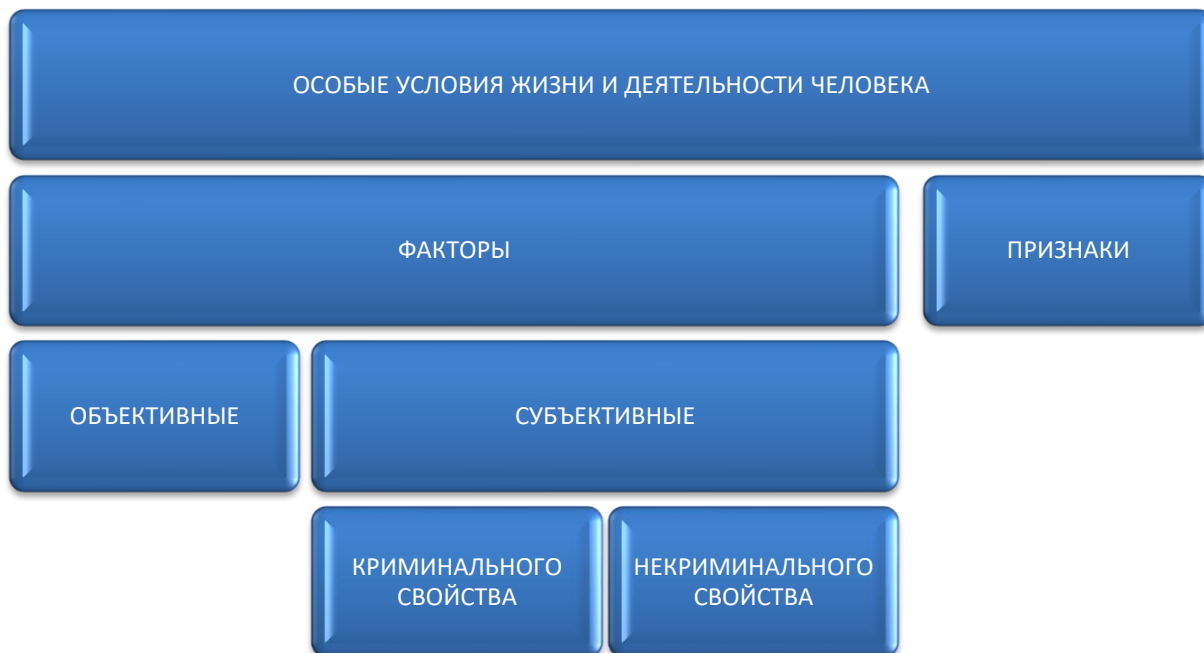 ОСОБЫЕ УСЛОВИЯ ЖИЗНИ И ДЕЯТЕЛЬНОСТИ ЧЕЛОВЕКА
ФАКТОРЫ
ПРИЗНАКИ
ОБЪЕКТИВНЫЕ
СУБЪЕКТИВНЫЕ
КРИМИНАЛЬНОГО
СВОЙСТВА
НЕКРИМИНАЛЬНОГО
СВОЙСТВА